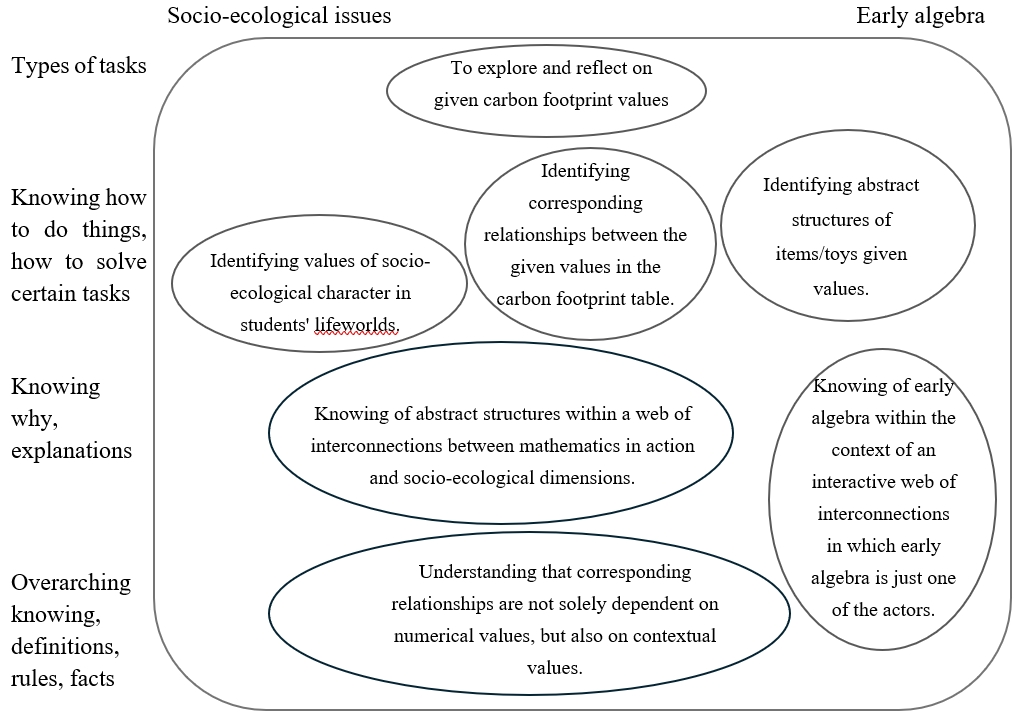 Socio-ecological issues
Early algebra
Types of tasks
To explore and reflect on
given carbon footprint values
Knowing how
to do things,
how to solve
certain tasks
Identifying values of socio-
ecological character in
students' lifeworlds.
Identifying
corresponding
relationships between the
given values in the
carbon footprint table.
Identifying abstract
structures of
items/toys given
values.
Knowing
why,
explanations
Knowing of abstract structures within a web of
interconnections between mathematics in action
and socio-ecological dimensions.
Knowing of early
algebra within the
context of an
interactive web of
interconnections
in which early
algebra is just one
of the actors.
Overarching
knowing,
definitions,
rules, facts
Understanding that corresponding
relationships are not solely dependent on
numerical values, but also on contextual
values.